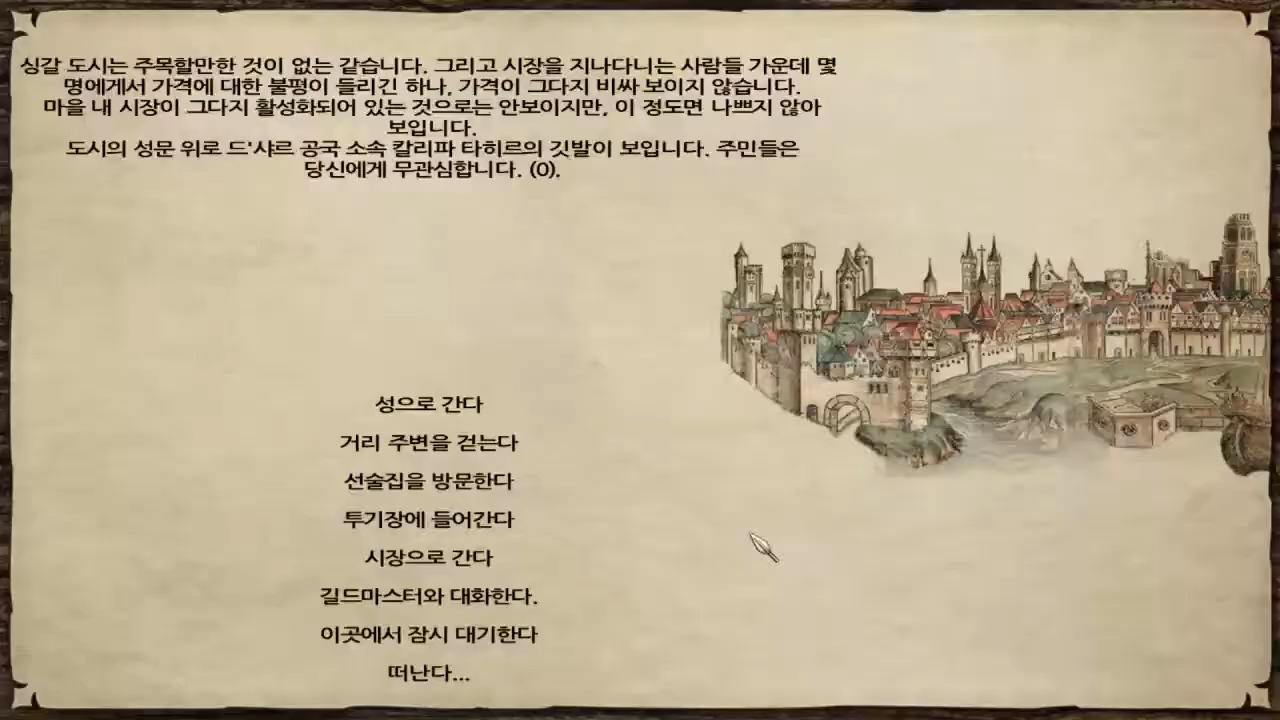 싱갈 도시는 주목할만한 것이 없는 같습니다. 그리고 시장을 지나다니는 사람들 가운데 몇
명에게서 가격에 대한 불평이 들리긴 하나, 가격이 그다지 비싸 보이지 않습니다.
마을 내 시장이 그다지 활성화되어 있는 것으로는 안보이지만, 이 정도면 나쁘지 않아
보입니다.
도시의 성문 위로 드'샤르 공국 소속 칼리파 타히르의 깃발이 보입니다. 주민들은
당신에게 무관심합니다. (0).
성으로 간다
거리 주변을 걷는다
선술집을 방문한다
투기장에 들어간다
시장으로 간다
길드마스터와 대화한다.
이곳에서 잠시 대기한다
떠난다...